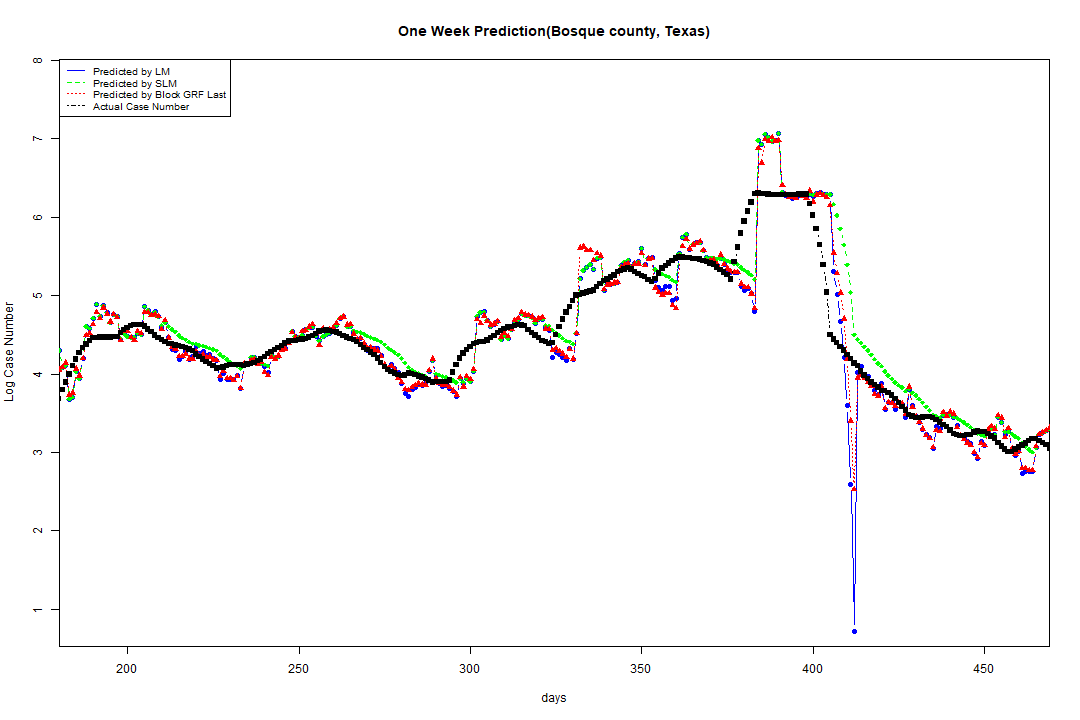 One Week Prediction(Bosque county, Texas)
Predicted by LM
Predicted by SLM
Predicted by Block GRF Last
Actual Case Number
8
7
6
5
4
3
2
1
Log Case Number
200 250 300 350 400 450
days